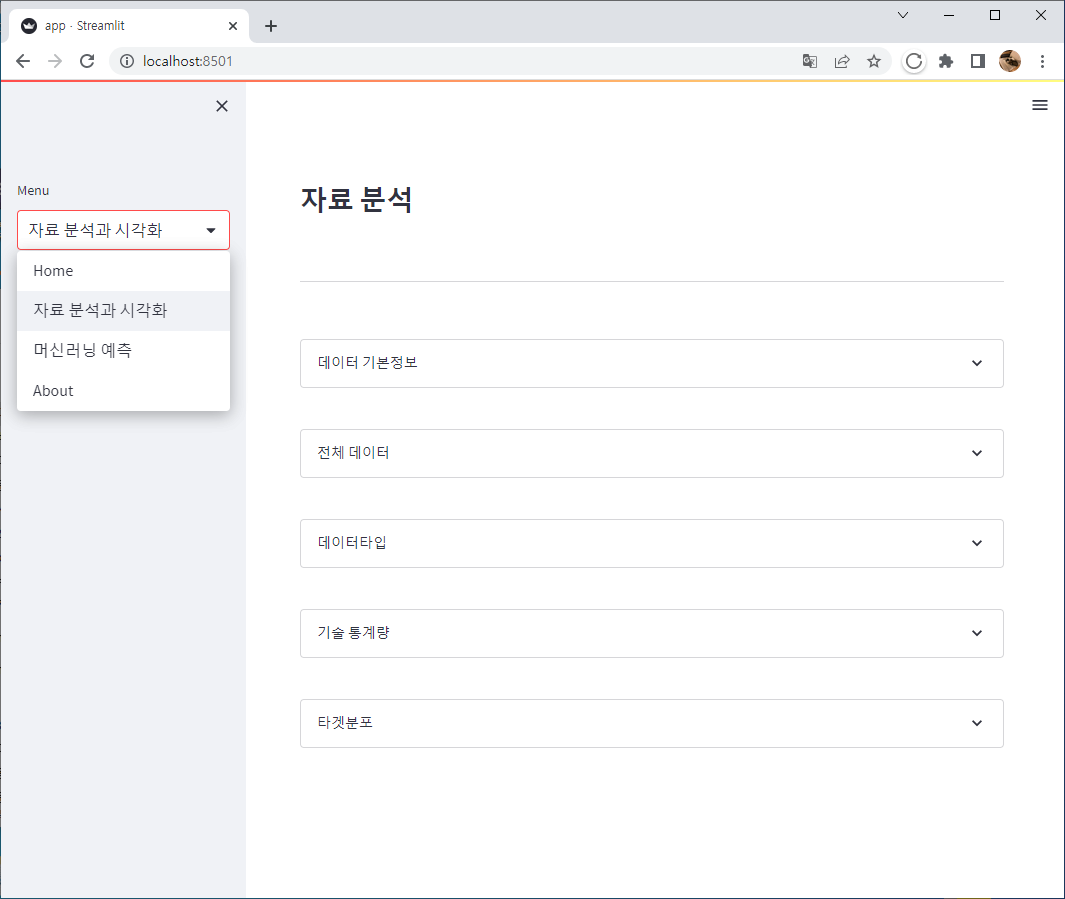 app · Streamlit
localhost:8501
Menu
자료 분석과 시각화
Home
자료 분석과 시각화
머신러닝 예측
About
자료 분석
데이터 기본정보
전체 데이터
데이터타입
기술 통계량
타겟분포